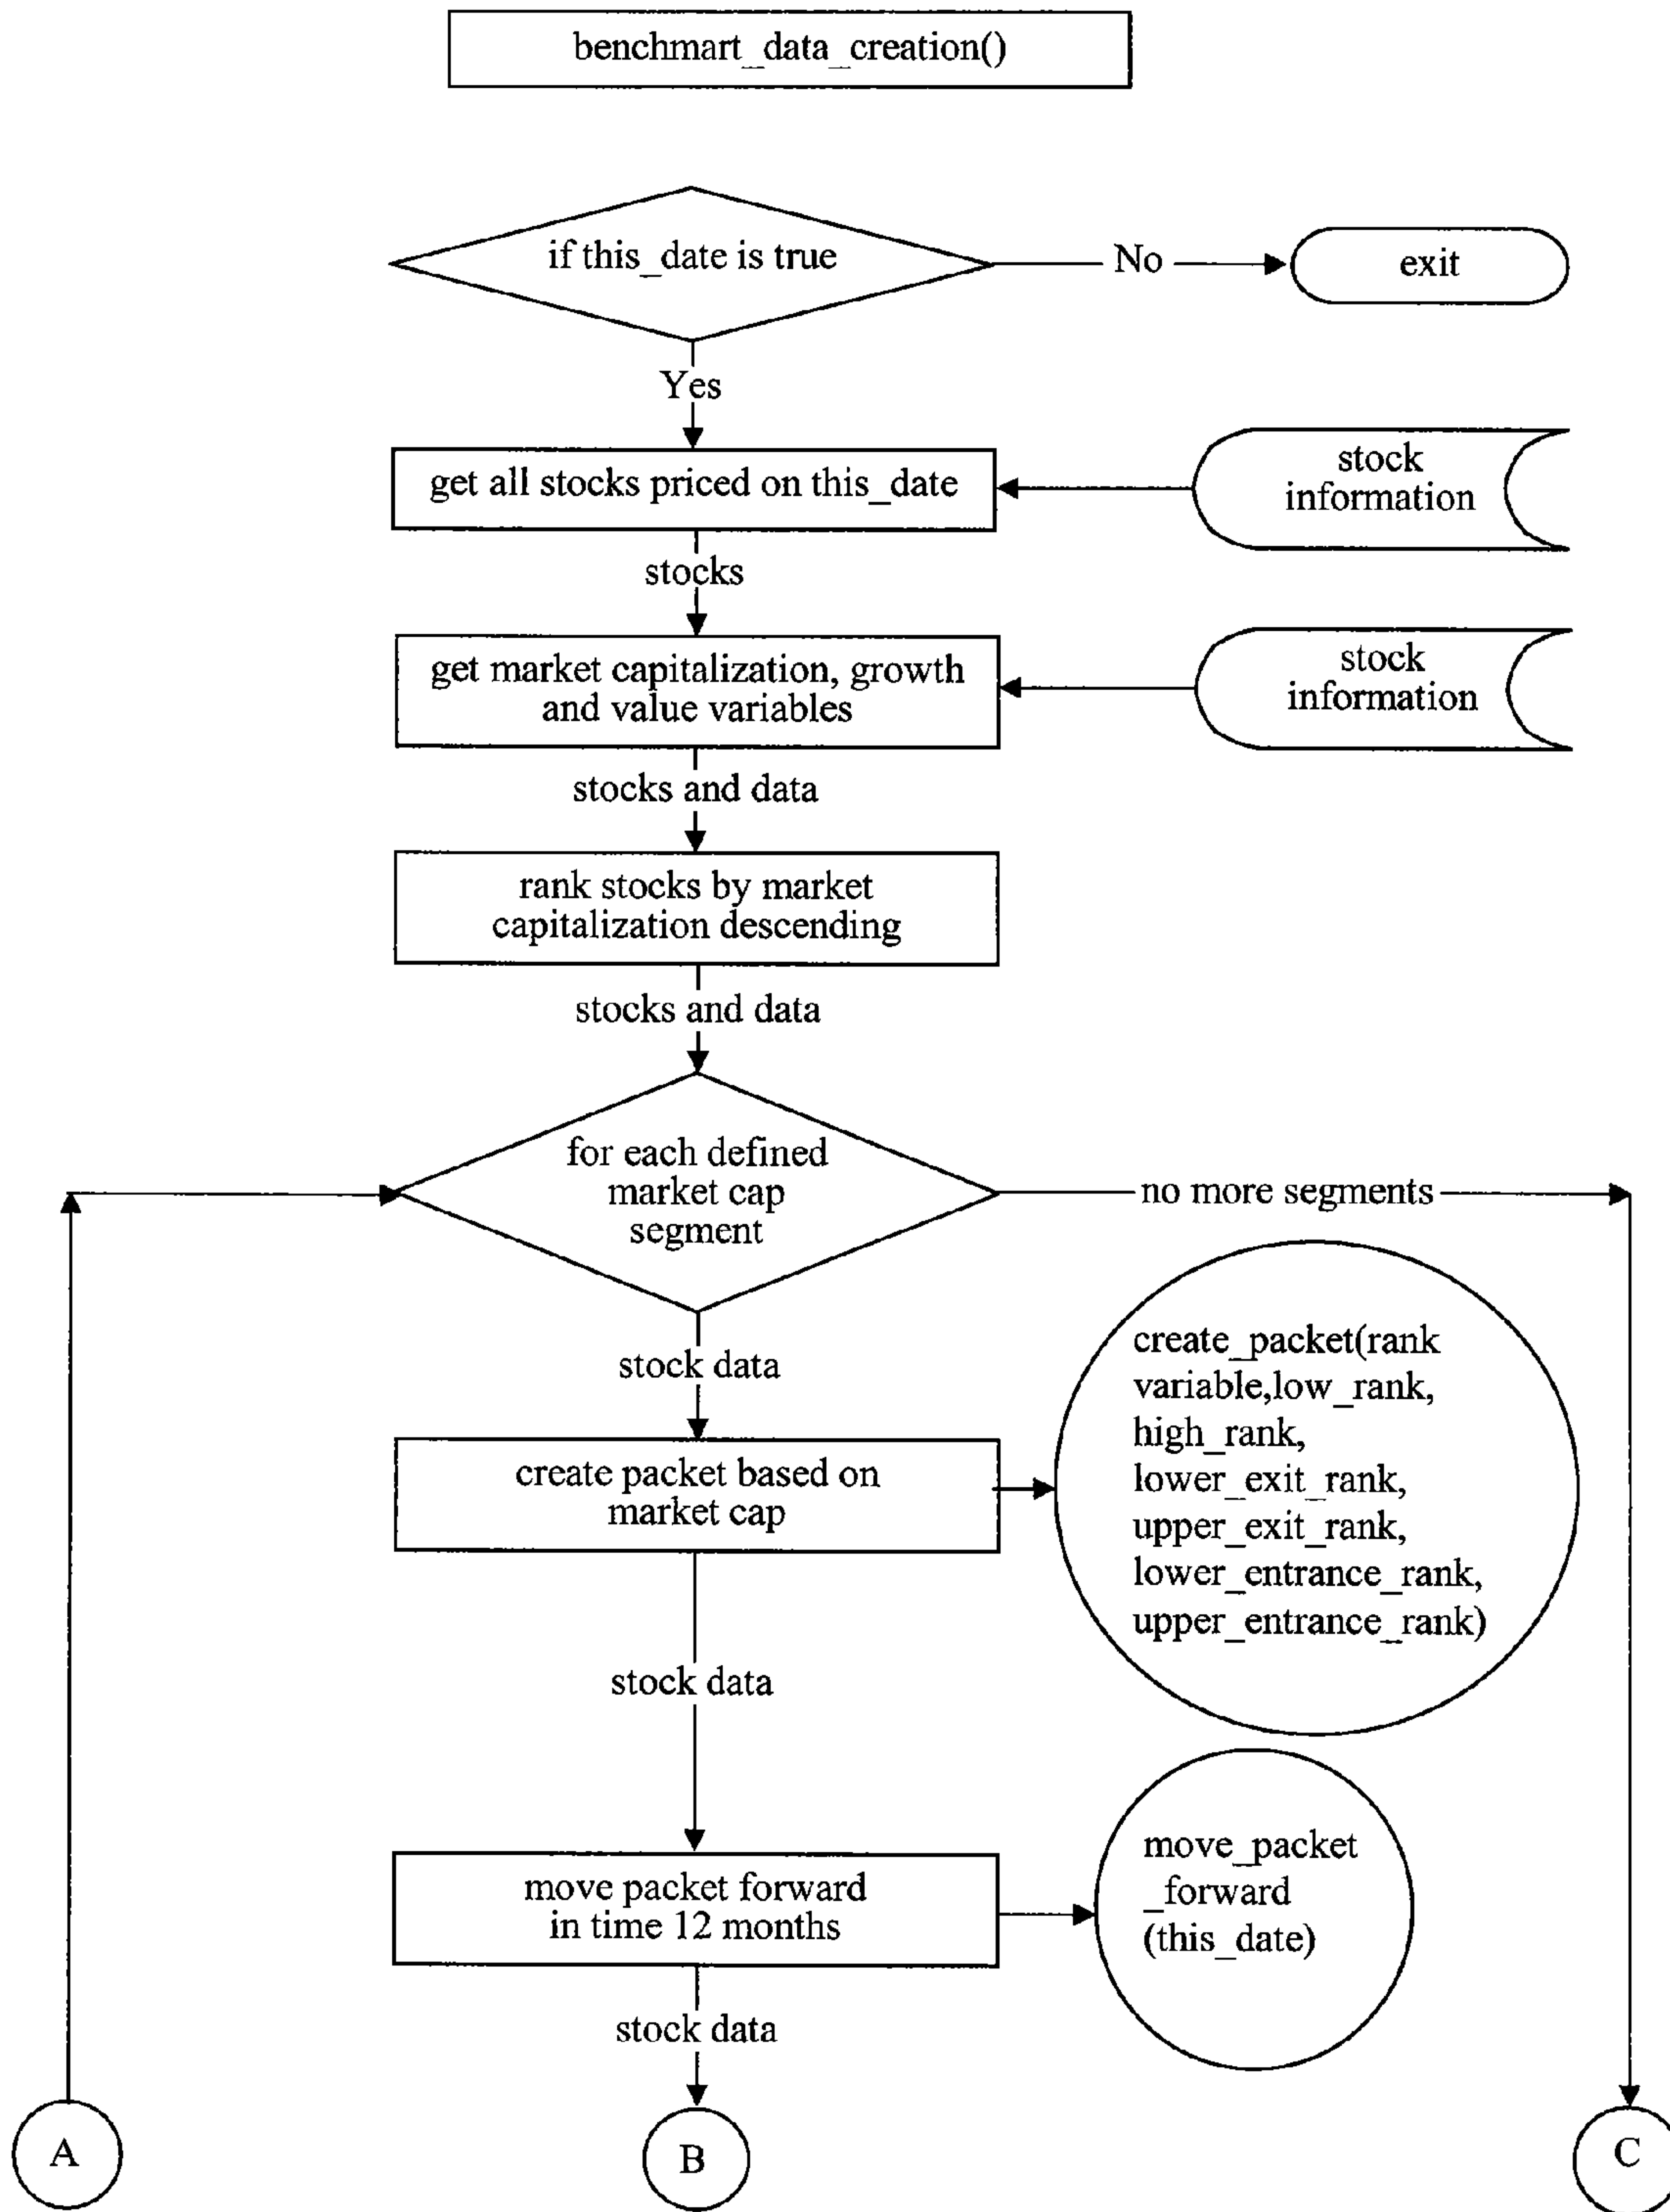 benchmart_data_creation()
if this_date is true
No
exit
Yes
get all stocks priced on this_date
stock
information
stocks
get market capitalization, growth
and value variables
stock
information
stocks and data
rank stocks by market
capitalization descending
stocks and data
for each defined
market cap
segment
no more segments
stock data
create packet based on
market cap
create_packet(rank
variable,low_rank,
high_rank,
lower_exit_rank,
upper_exit_rank,
lower_entrance_rank,
upper_entrance_rank)
stock data
move packet forward
in time 12 months
move_packet
_forward
(this_date)
stock data
A
B
C